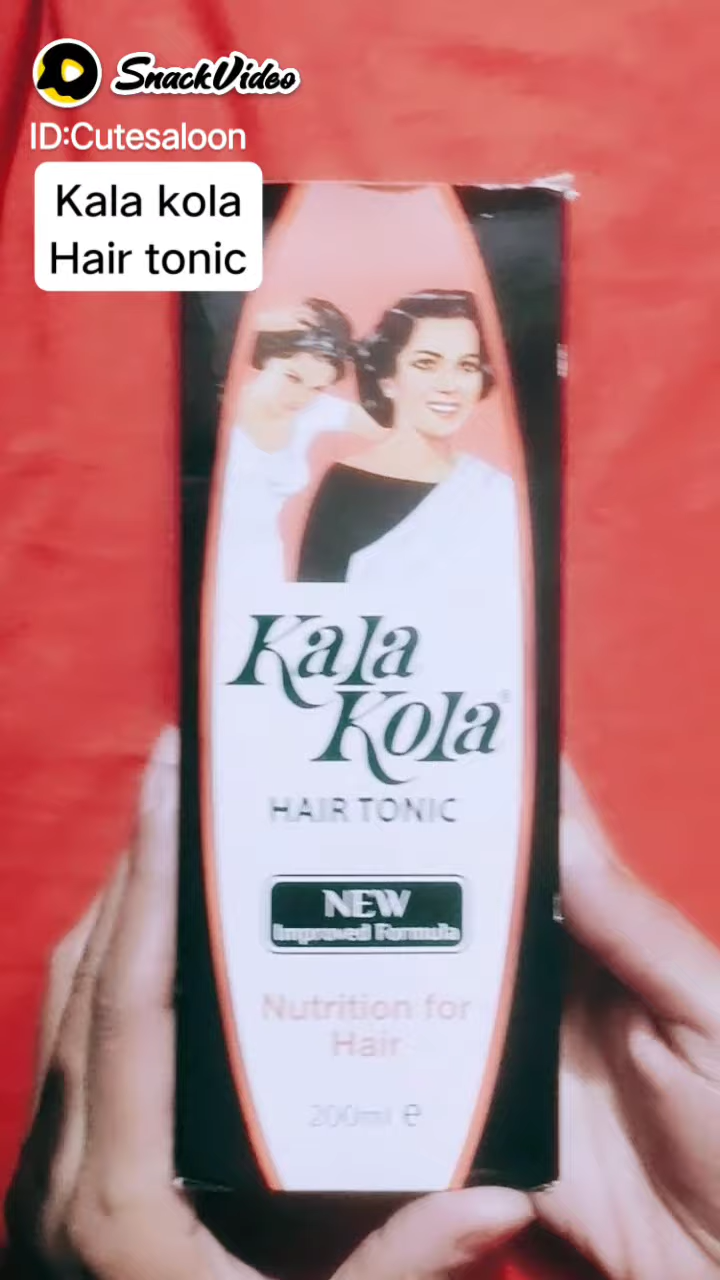 SnackVideo
ID:Cutesaloon
Kala kola
Hair tonic
Kala
Kola®
HAIR TONIC
NEW
Improved Formula
Nutrition for
Hair
200ml e